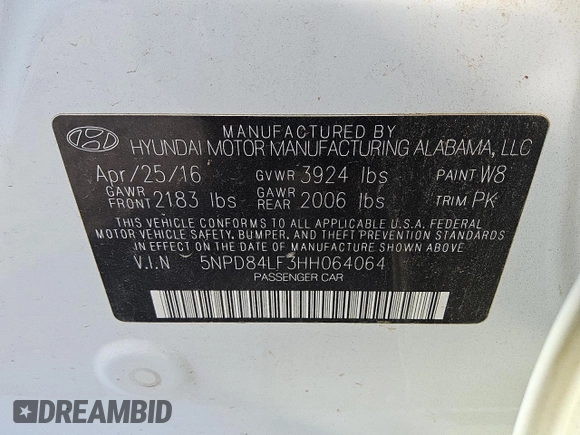 MANUFACTURED BY
HYUNDAI MOTOR MANUFACTURING ALABAMA, LLC
Apr/25/16 GVWR 3924 lbs PAINT W8
GAWR FRONT 2183 lbs GAWR REAR 2006 lbs TRIM PK
THIS VEHICLE CONFORMS TO ALL APPLICABLE U.S.A. FEDERAL
MOTOR VEHICLE SAFETY, BUMPER, AND THEFT PREVENTION STANDARDS
IN EFFECT ON THE DATE OF MANUFACTURE SHOWN ABOVE.
V.I.N 5NPD84LF3HH064064
PASSENGER CAR
DREAMBID